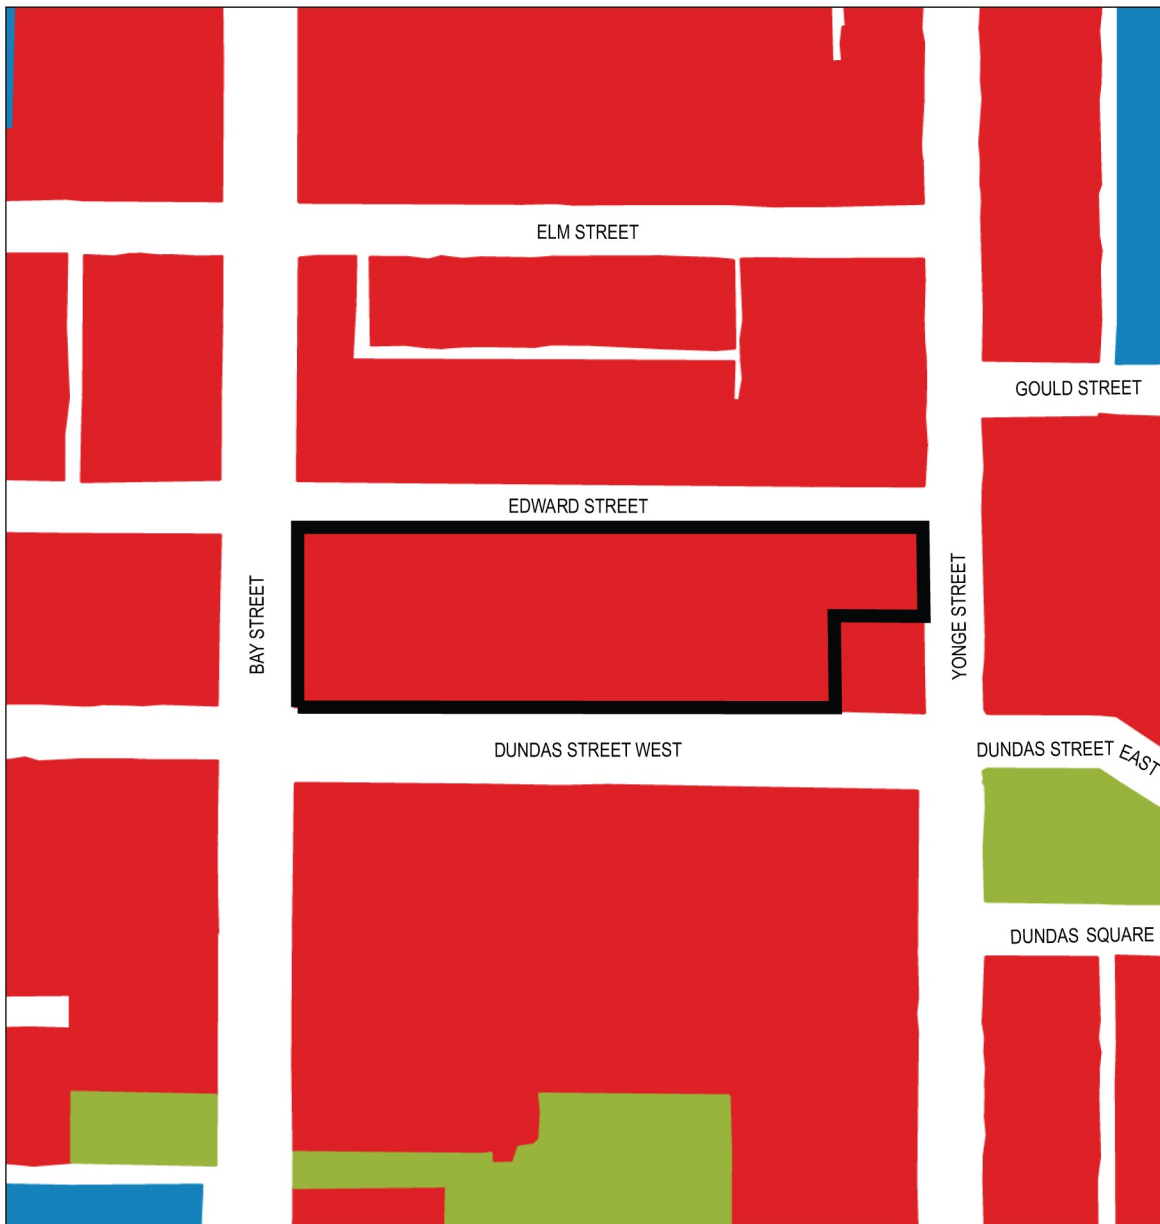 ELM STREET
GOULD STREET
EDWARD STREET
BAY STREET
YONGE STREET
DUNDAS STREET WEST
DUNDAS STREET EAST
DUNDAS SQUARE